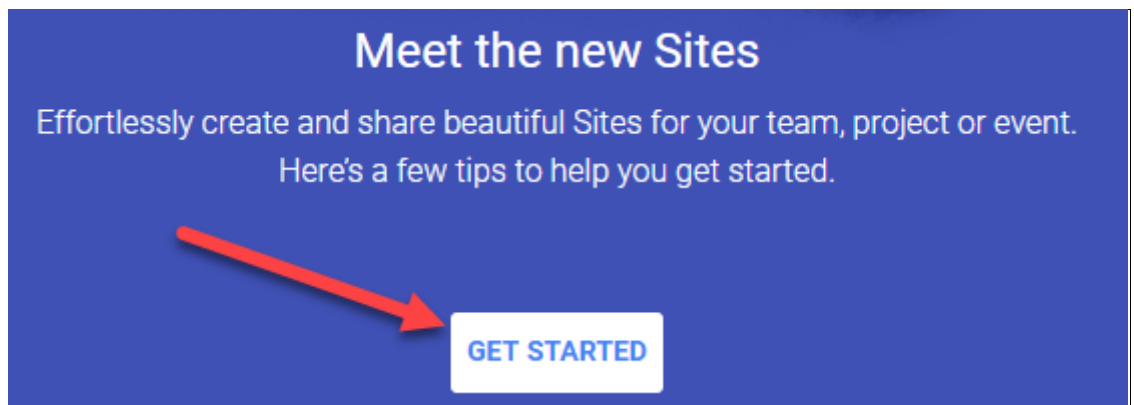 Meet the new Sites
Effortlessly create and share beautiful Sites for your team, project or event.
Here's a few tips to help you get started.
GET STARTED